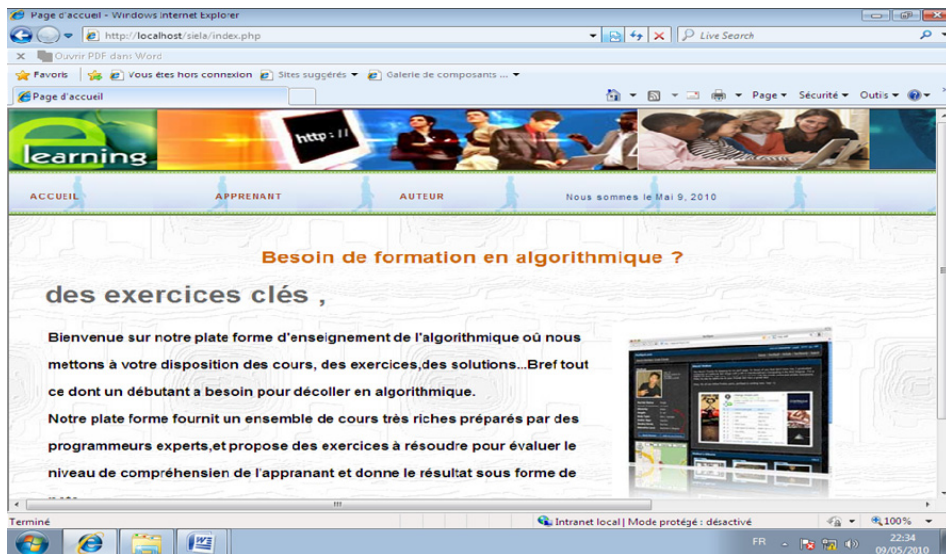 Page d'accueil - Windows Internet Explorer
http://localhost/siela/index.php
Live Search
x Ouvrir PDF dans Word
Favoris Vous êtes hors connexion Sites suggérés Galerie de composants ...
Page d'accueil
Page Sécurité Outils
e
learning
http://
ACCUEIL APPRENANT AUTEUR Nous sommes le Mai 9, 2010
Besoin de formation en algorithmique ?
des exercices clés ,
Bienvenue sur notre plate forme d'enseignement de l'algorithmique oû nous
mettons à votre disposition des cours, des exercices,des solutions...Bref tout
ce dont un débutant a besoin pour décoller en algorithmique.
Notre plate forme fournit un ensemble de cours très riches préparés par des
programmeurs experts,et propose des exercices à résoudre pour évaluer le
niveau de compréhensien de l'appranant et donne le résultat sous forme de
Terminé
Intranet local | Mode protégé : désactivé
100%
FR
22:34
09/05/2010